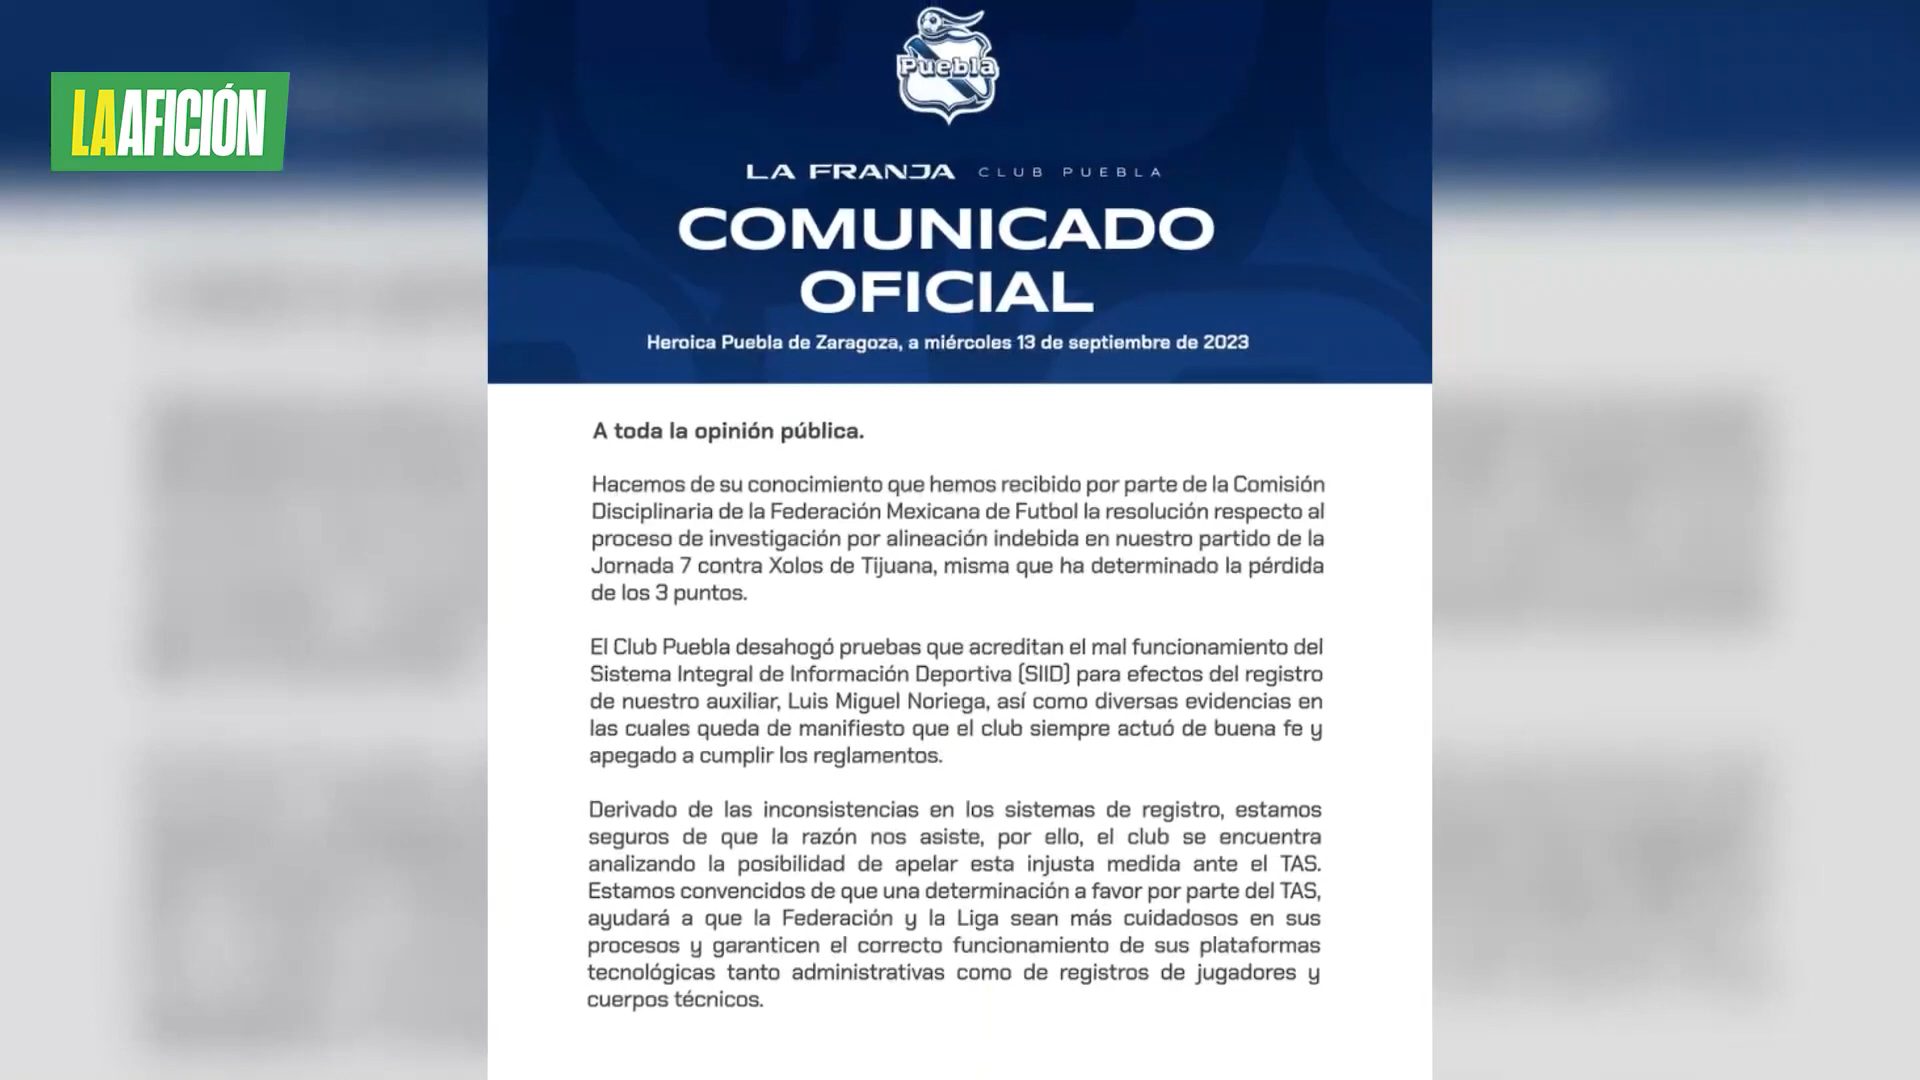 LAAFICIÓN
Puebla
LA FRANJA CLUB PUEBLA
COMUNICADO
OFICIAL
Heroica Puebla de Zaragoza, a miércoles 13 de septiembre de 2023
A toda la opinión pública.
Hacemos de su conocimiento que hemos recibido por parte de la Comisión
Disciplinaria de la Federación Mexicana de Futbol la resolución respecto al
proceso de investigación por alineación indebida en nuestro partido de la
Jornada 7 contra Xolos de Tijuana, misma que ha determinado la pérdida
de los 3 puntos.
El Club Puebla desahogó pruebas que acreditan el mal funcionamiento del
Sistema Integral de Información Deportiva (SIID) para efectos del registro
de nuestro auxiliar, Luis Miguel Noriega, así como diversas evidencias en
las cuales queda de manifiesto que el club siempre actuó de buena fe y
apegado a cumplir los reglamentos.
Derivado de las inconsistencias en los sistemas de registro, estamos
seguros de que la razón nos asiste, por ello, el club se encuentra
analizando la posibilidad de apelar esta injusta medida ante el TAS.
Estamos convencidos de que una determinación a favor por parte del TAS,
ayudará a que la Federación y la Liga sean más cuidadosos en sus
procesos y garanticen el correcto funcionamiento de sus plataformas
tecnológicas tanto administrativas como de registros de jugadores y
cuerpos técnicos.